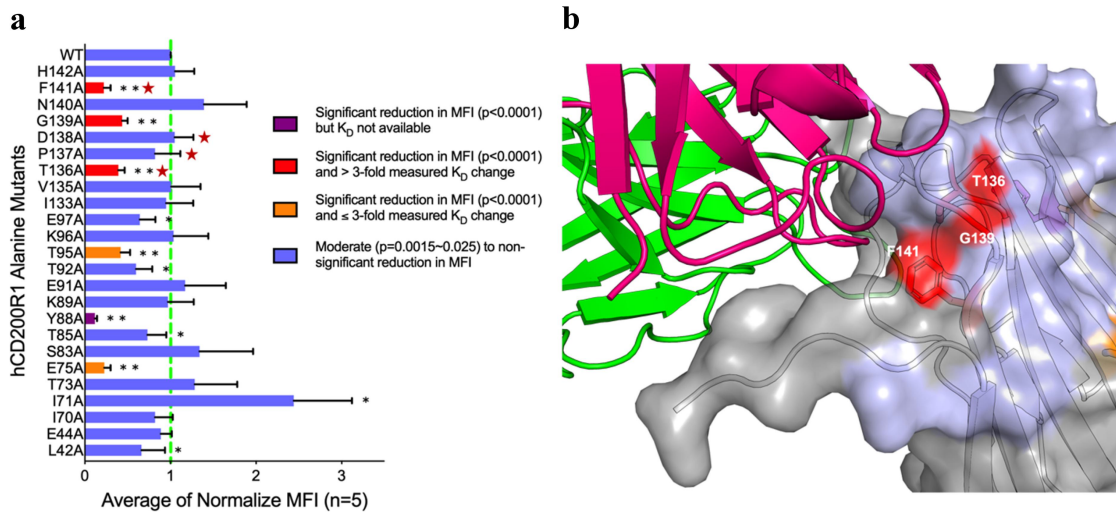 a
b
hCD200R1 Alanine Mutants
WT
H142A
F141A
N140A
G139A
D138A
P137A
T136A
V135A
I133A
E97A
K96A
T95A
T92A
E91A
K89A
Y88A
T85A
S83A
E75A
T73A
I71A
I70A
E44A
L42A
* * ★
* *
★
★
* * ★
*
* *
*
* *
*
* *
*
*
0 1 2 3
Average of Normalize MFI (n=5)
Significant reduction in MFI (p<0.0001)
but KD not available
Significant reduction in MFI (p<0.0001)
and > 3-fold measured KD change
Significant reduction in MFI (p<0.0001)
and ≤ 3-fold measured KD change
Moderate (p=0.0015~0.025) to non-
significant reduction in MFI
T136
G139
F141